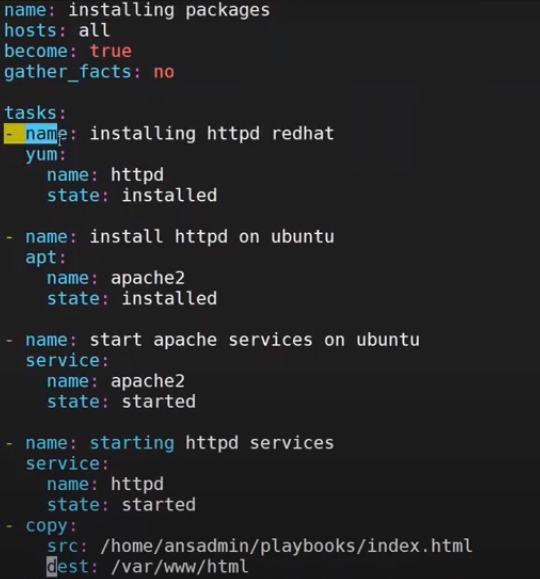 name: installing packages
hosts: all
become: true
gather_facts: no
tasks:
- name: installing httpd redhat
yum:
name: httpd
state: installed
- name: install httpd on ubuntu
apt:
name: apache2
state: installed
- name: start apache services on ubuntu
service:
name: apache2
state: started
- name: starting httpd services
service:
name: httpd
state: started
- copy:
src: /home/ansadmin/playbooks/index.html
dest: /var/www/html